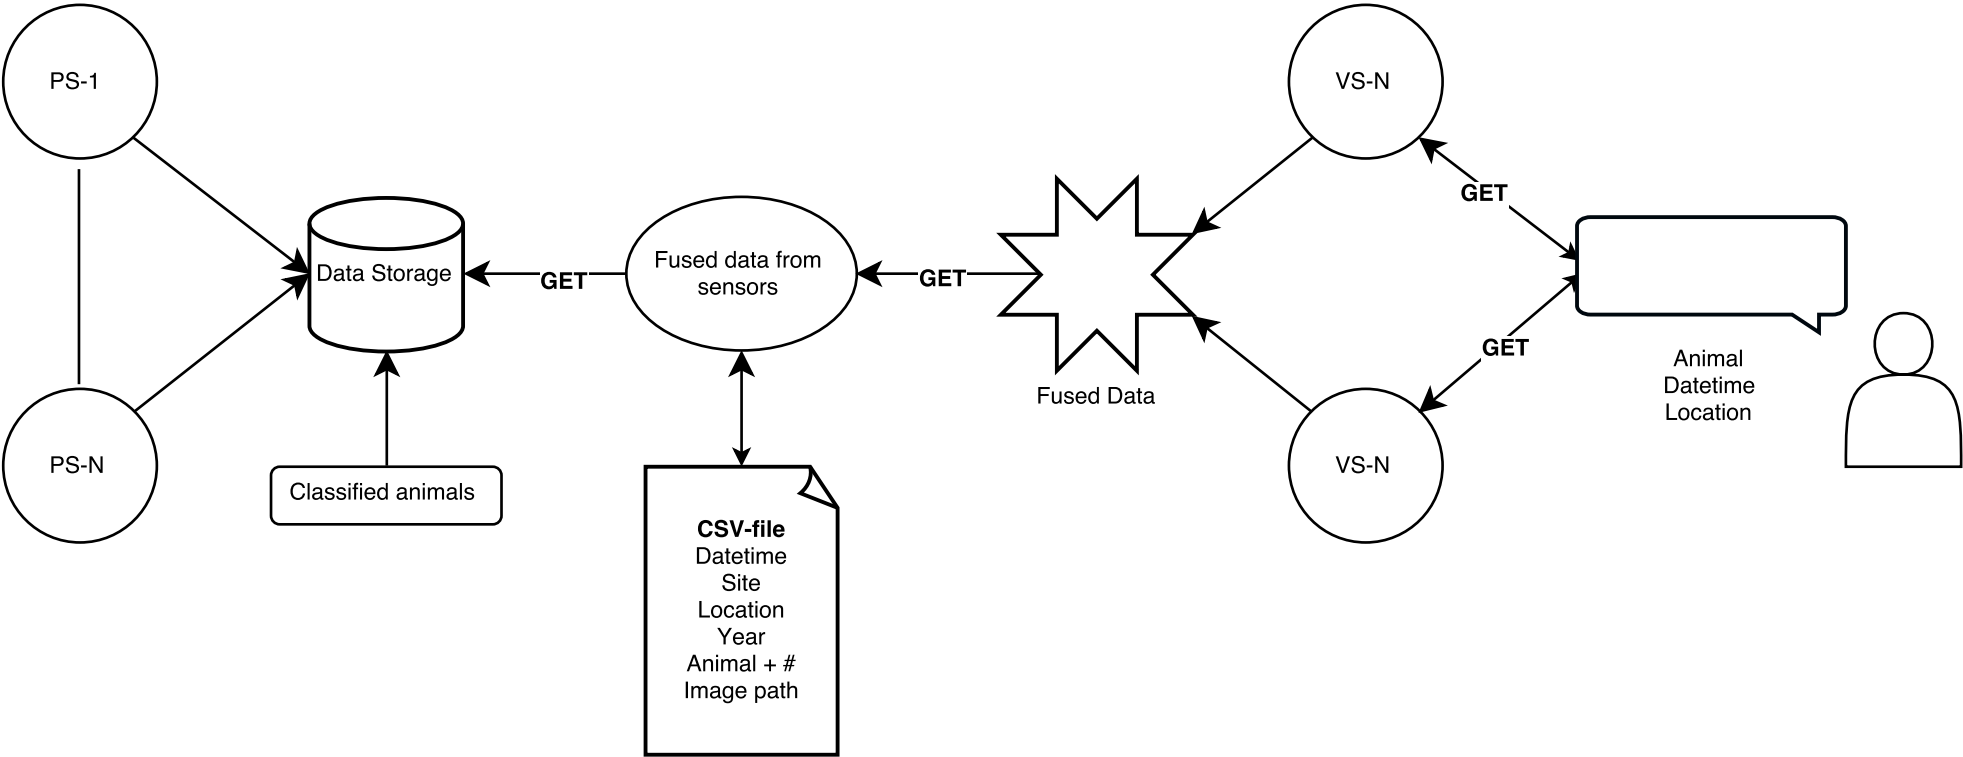 PS-1
VS-N
GET
Fused data from
sensors
Data Storage
GET
GET
GET
Animal
Datetime
Location
Fused Data
PS-N
VS-N
Classified animals
CSV-file
Datetime
Site
Location
Year
Animal + #
Image path